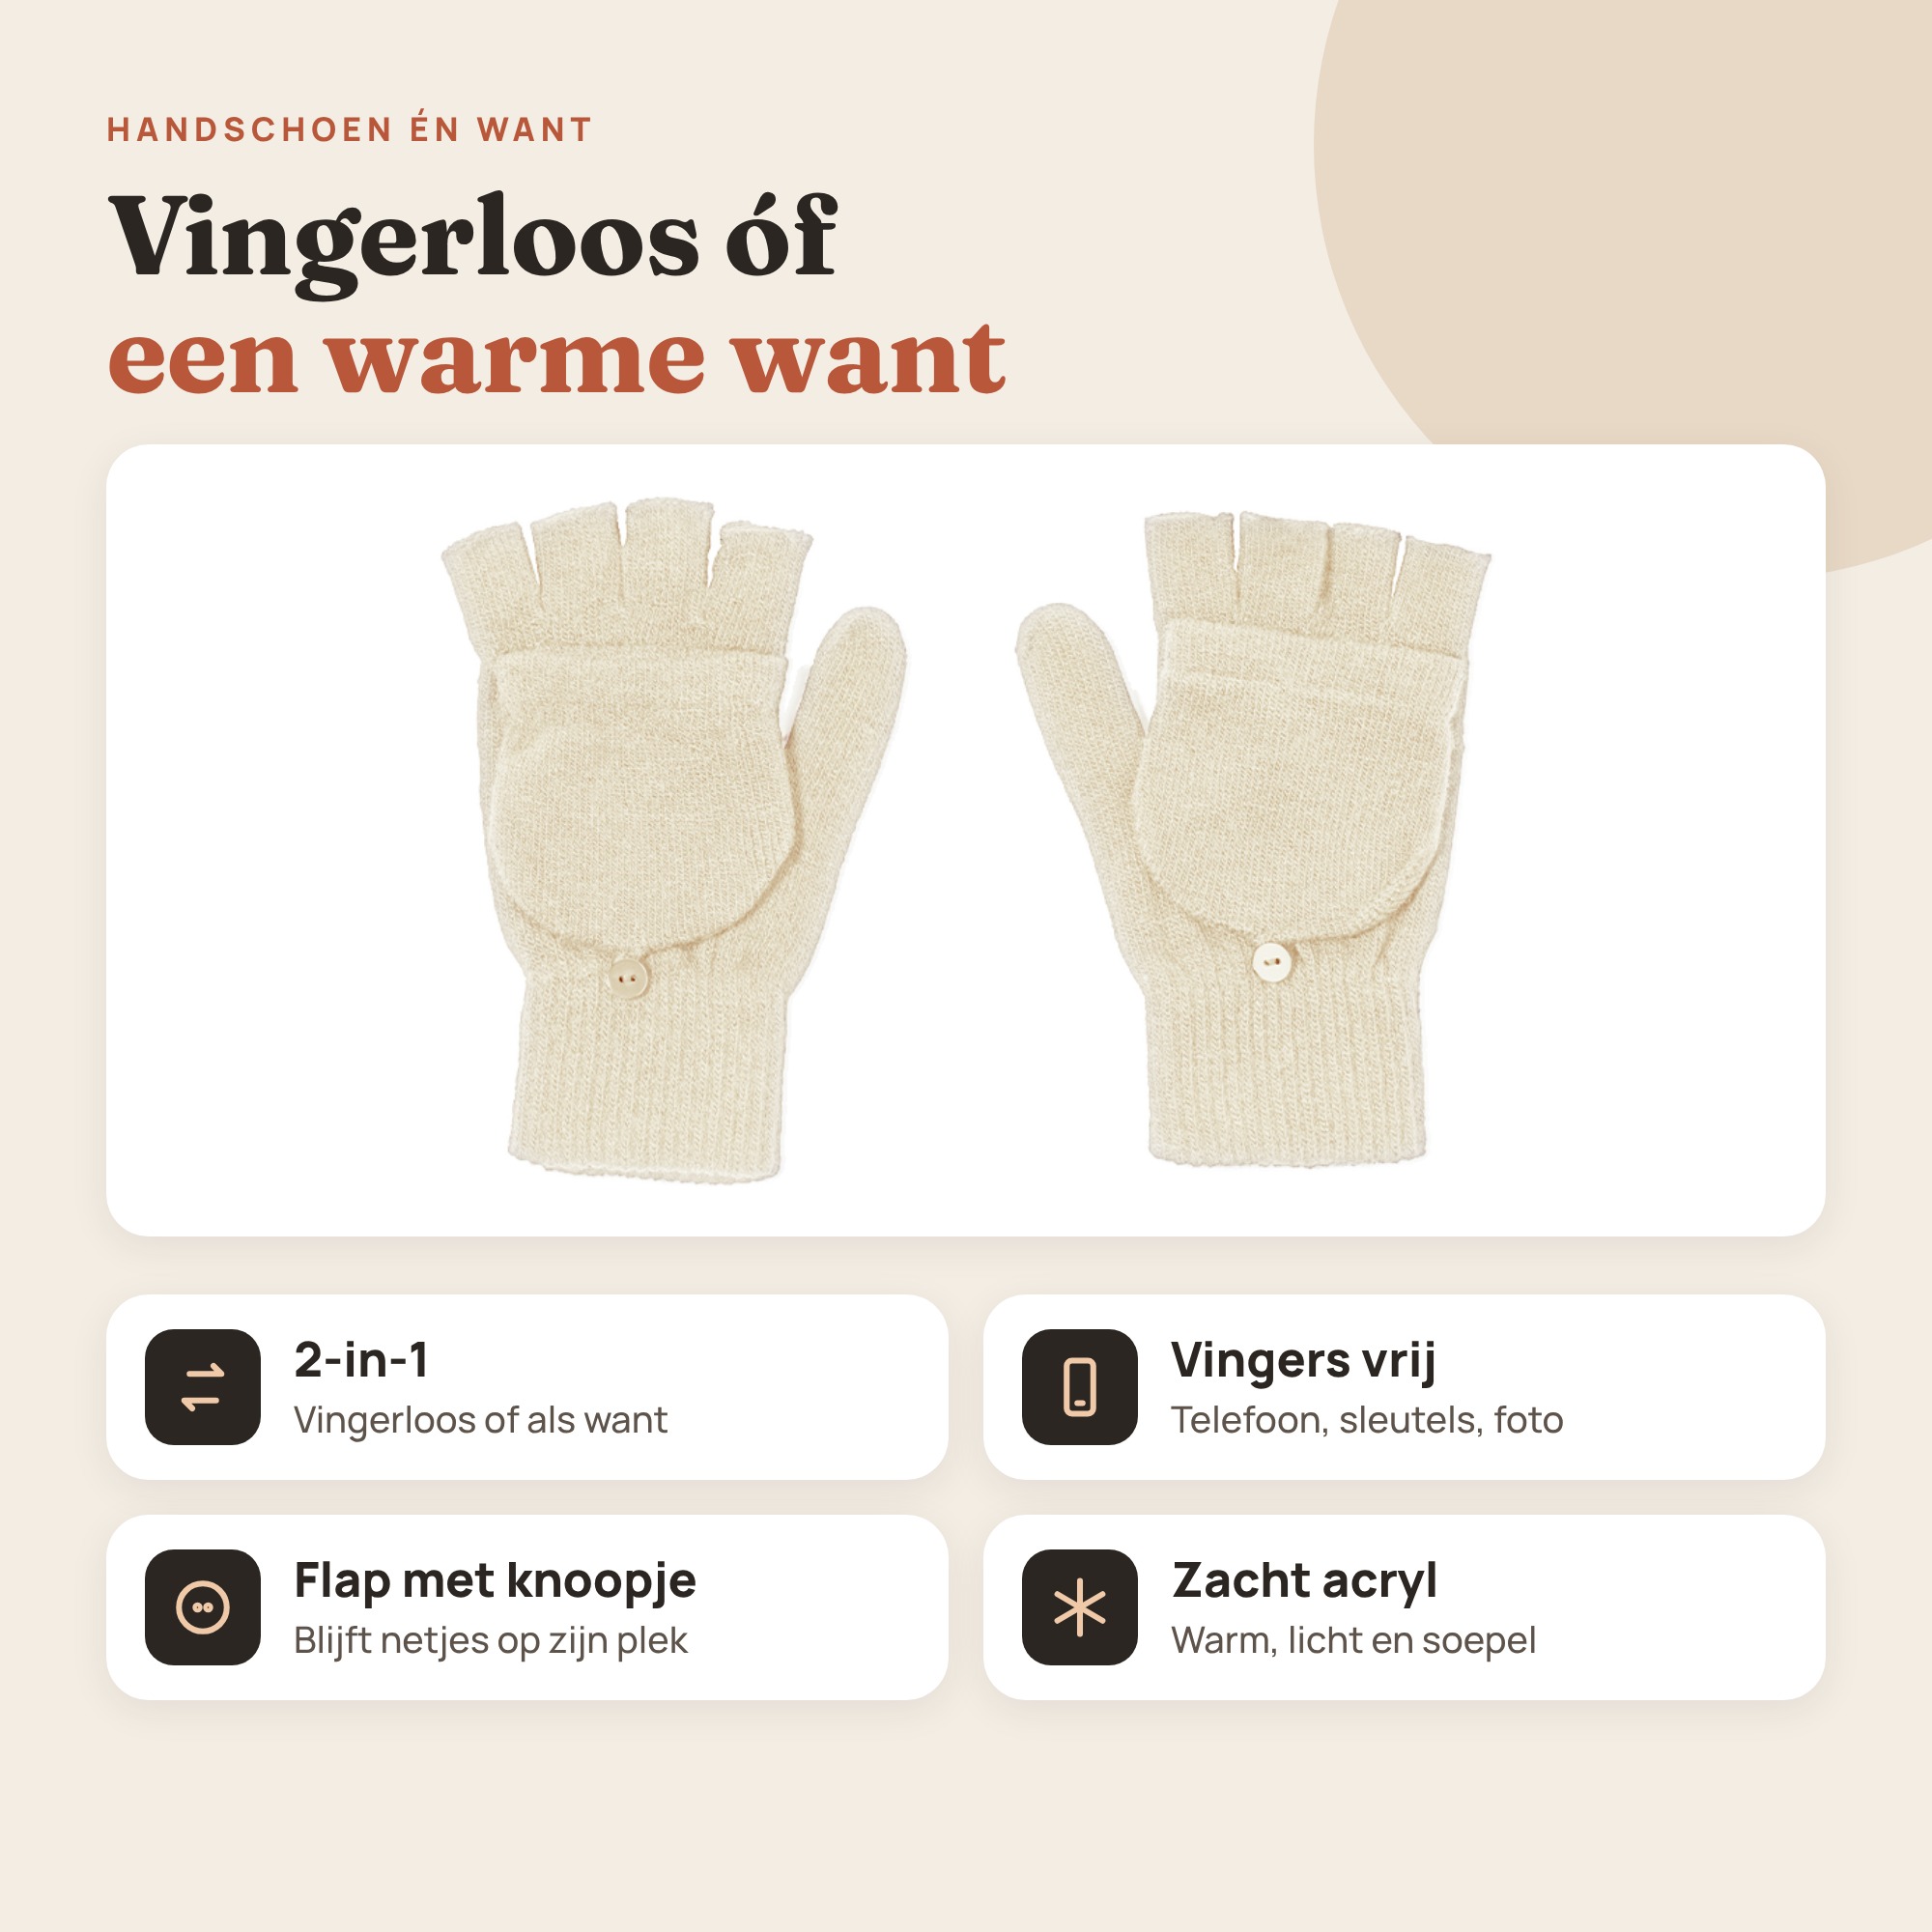 HANDSCHOEN ÉN WANT
Vingerloos óf
een warme want
2-in-1
Vingerloos of als want
Vingers vrij
Telefoon, sleutels, foto
Flap met knoopje
Blijft netjes op zijn plek
Zacht acryl
Warm, licht en soepel